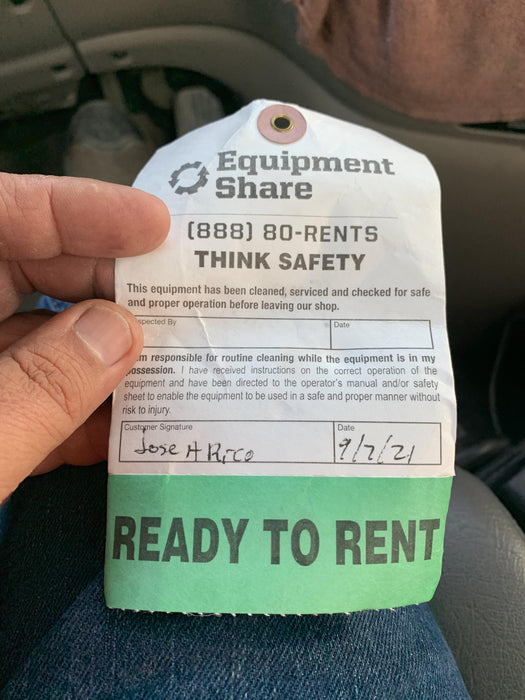 Equipment
Share
(888) 80-RENTS
THINK SAFETY
This equipment has been cleaned, serviced and checked for safe
and proper operation before leaving our shop.
spected By
Date
m responsible for routine cleaning while the equipment is in my
possession. I have received instructions on the correct operation of the
equipment and have been directed to the operator's manual and/or safety
sheet to enable the equipment to be used in a safe and proper manner without
risk to injury.
Customer Signature
Date
Jose A Rico
9/7/21
READY TO RENT